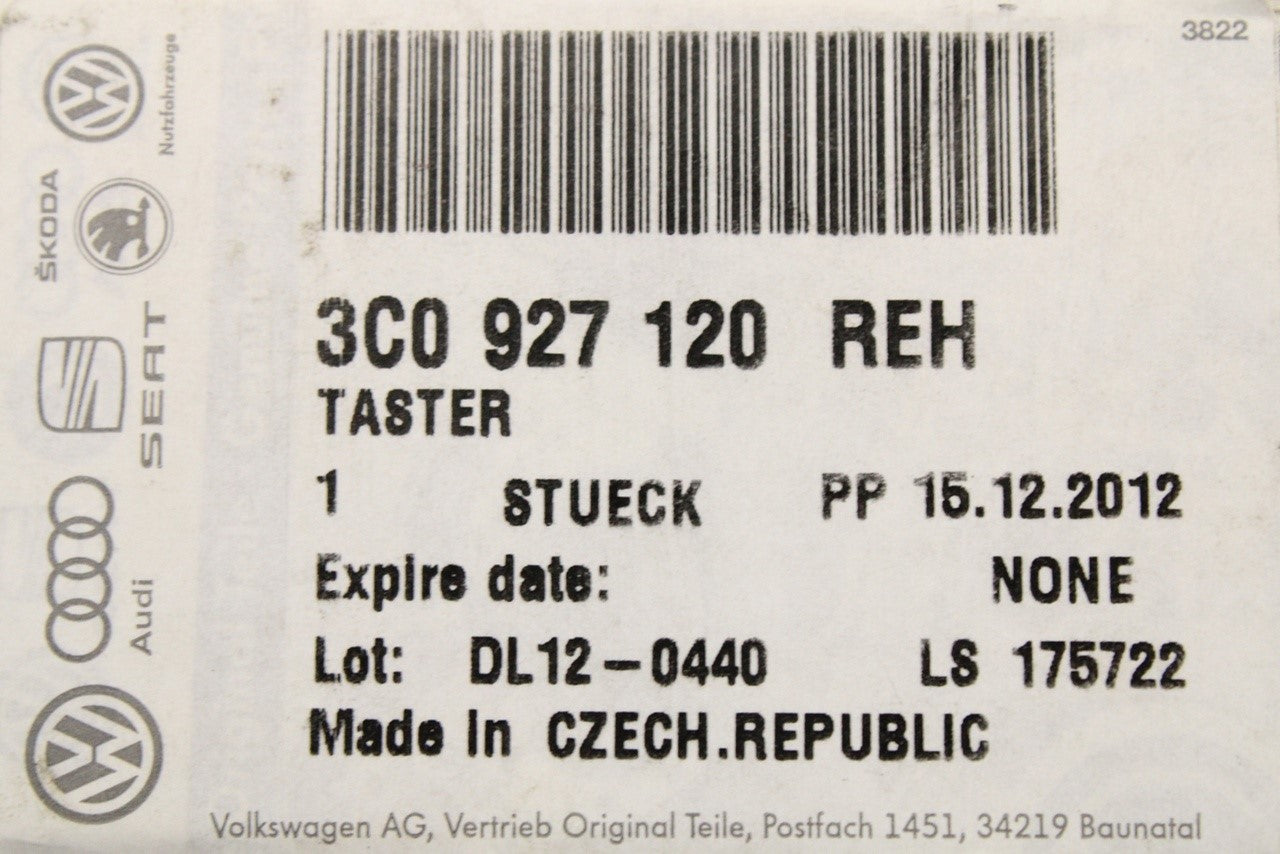 3822
Nutzfahrzeuge
ŠKODA
SEAT
Audi
3C0 927 120 REH
TASTER
1 STUECK PP 15.12.2012
Expire date: NONE
Lot: DL12-0440 LS 175722
Made in CZECH.REPUBLIC
Volkswagen AG, Vertrieb Original Teile, Postfach 1451, 34219 Baunatal